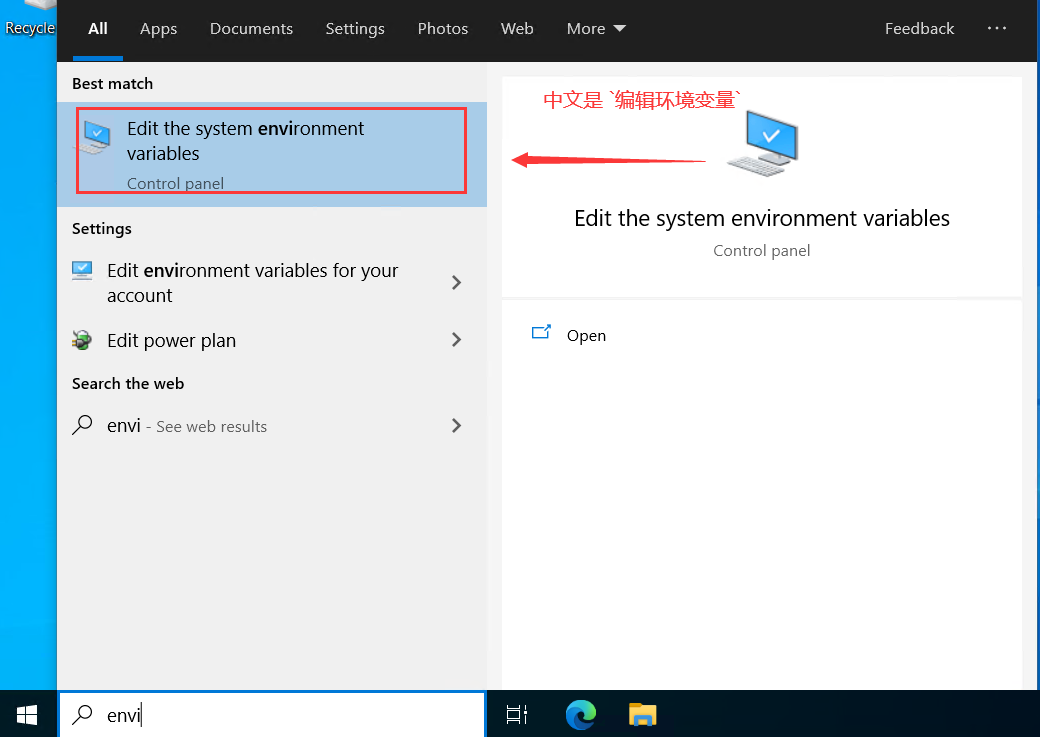 Recycle
All Apps Documents Settings Photos Web More Feedback ···
Best match
Edit the system environment
variables
Control panel
Settings
Edit environment variables for your
account
Edit power plan
Search the web
envi - See web results
中文是 `编辑环境变量`
Edit the system environment variables
Control panel
Open
envi